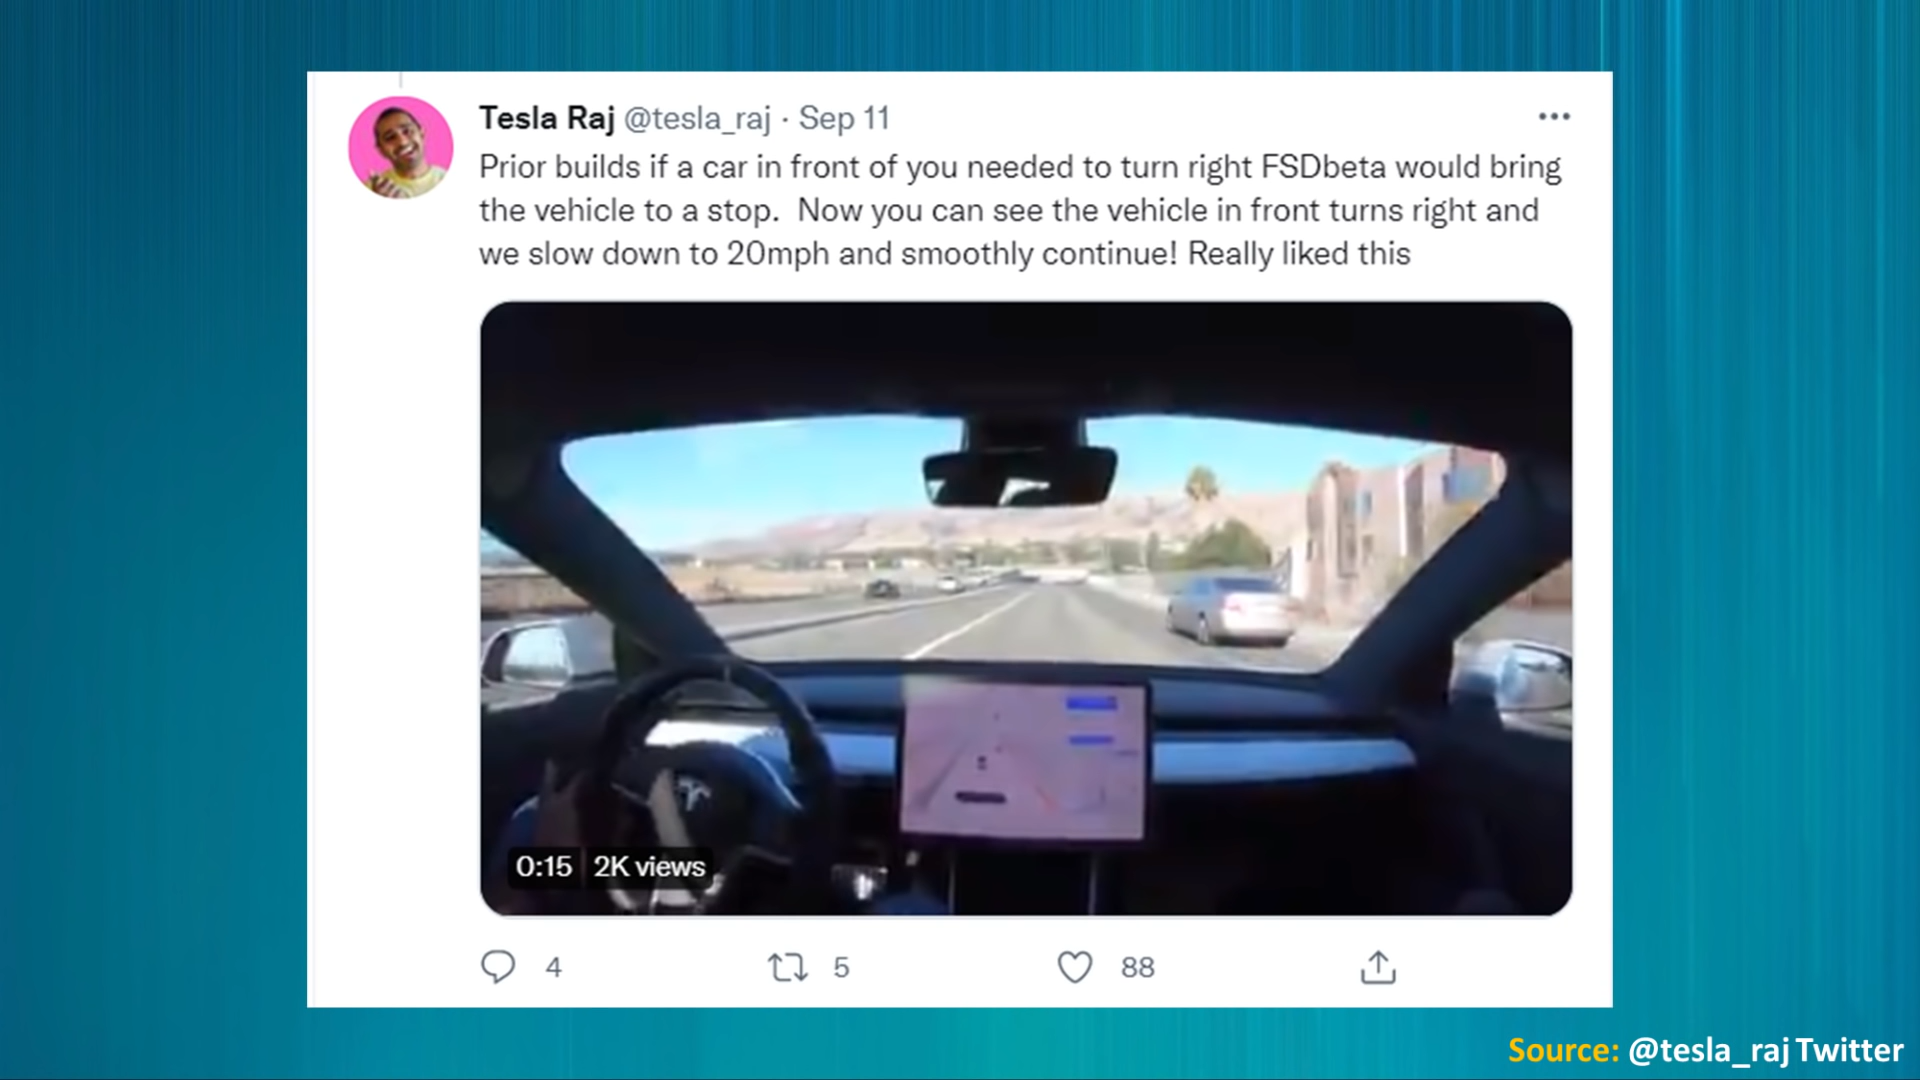 Tesla Raj @tesla_raj · Sep 11
Prior builds if a car in front of you needed to turn right FSDbeta would bring
the vehicle to a stop.  Now you can see the vehicle in front turns right and
we slow down to 20mph and smoothly continue! Really liked this
0:15 2K views
4 5 88
Source: @tesla_raj Twitter